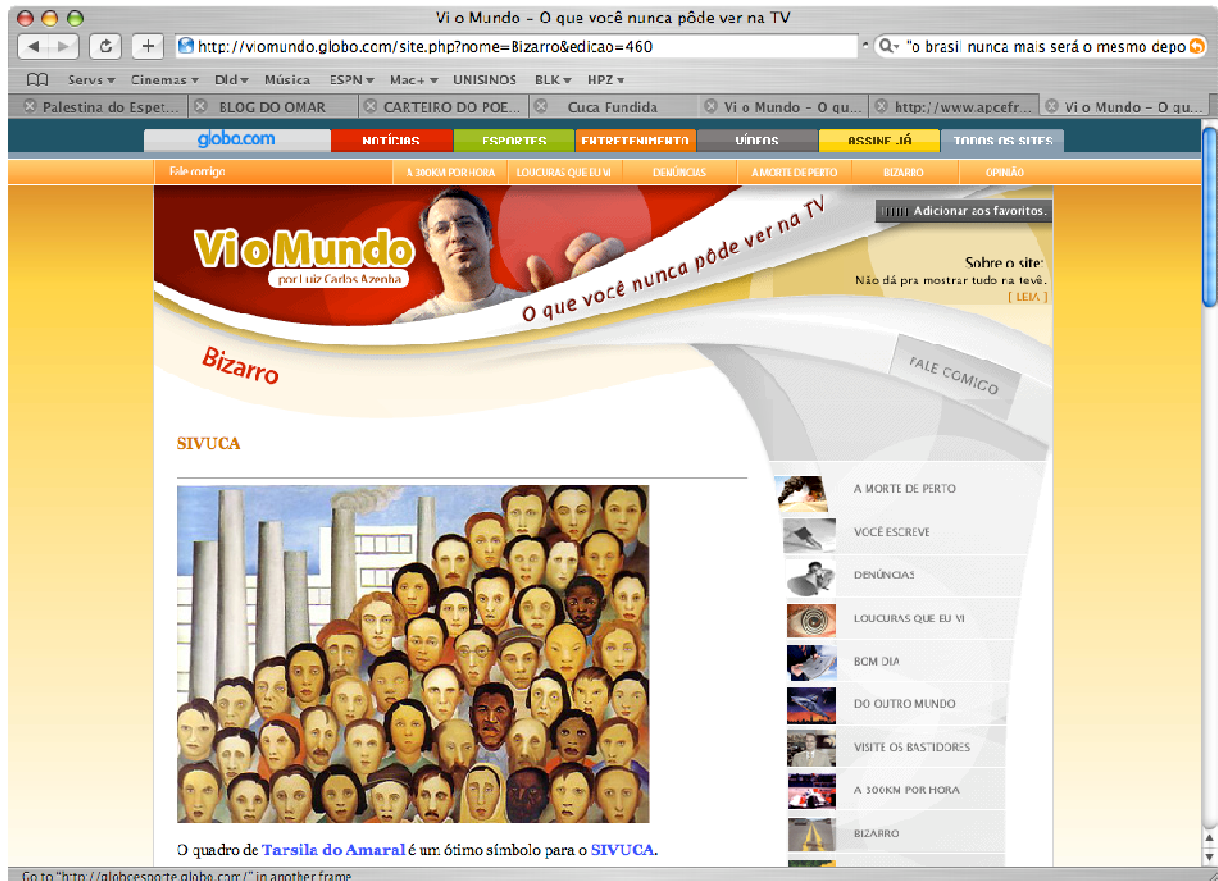 Vi o Mundo - O que você nunca pôde ver na TV
http://viomundo.globo.com/site.php?nome=Bizarro&edicao=460
"o brasil nunca mais será o mesmo depo
Servs Cinemas Dld Música ESPN Mac+ UNISINOS BLK HPZ
Palestina do Espet... BLOG DO OMAR CARTEIRO DO POE... Cuca Fundida Vi o Mundo - O qu... http://www.apcefr... Vi o Mundo - O qu...
globo.com NOTÍCIAS ESPORTES ENTRETENIMENTO VÍDEOS ASSINE JÁ TODOS OS SITES
Fale comigo A 300KM POR HORA LOUCURAS QUE EU VI DENÚNCIAS A MORTE DE PERTO BIZARRO OPINIÃO
Adicionar aos favoritos.
Vi o Mundo
por Luiz Carlos Azenha
O que você nunca pôde ver na TV
Sobre o site:
Não dá pra mostrar tudo na tevê.
[ LEIA ]
Bizarro
FALE COMIGO
SIVUCA
A MORTE DE PERTO
VOCÊ ESCREVE
DENÚNCIAS
LOUCURAS QUE EU VI
BOM DIA
DO OUTRO MUNDO
VISITE OS BASTIDORES
A 300KM POR HORA
BIZARRO
O quadro de Tarsila do Amaral é um ótimo símbolo para o SIVUCA.
Go to "http://globoesporte.globo.com/" in another frame